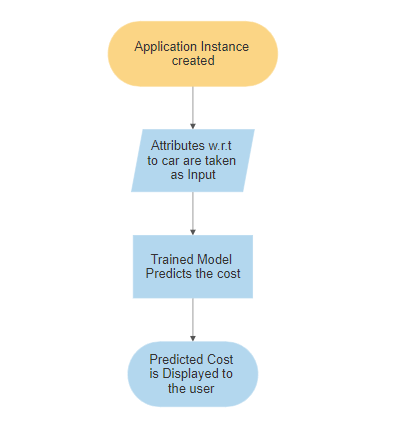 Application Instance
created
Attributes w.r.t
to car are taken
as Input
Trained Model
Predicts the cost
Predicted Cost
is Displayed to
the user